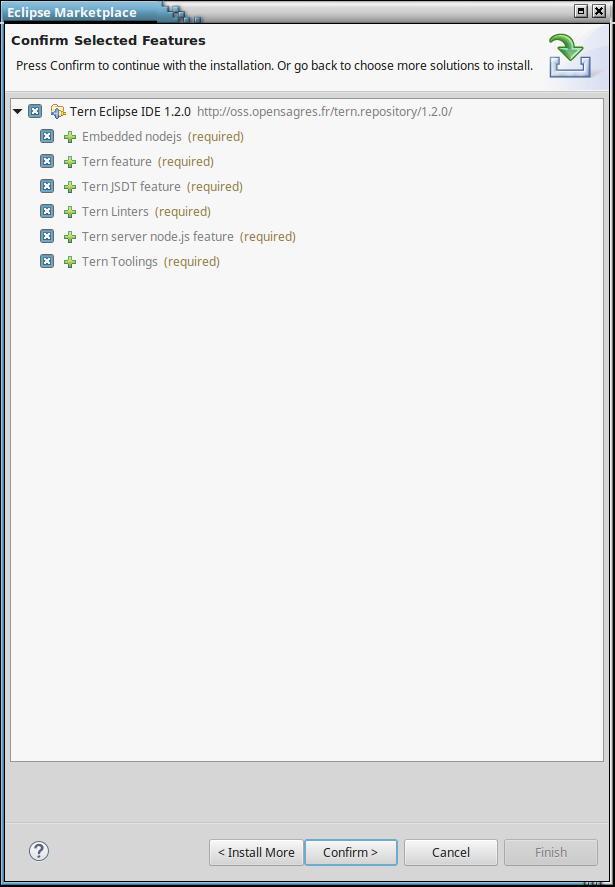 Eclipse Marketplace
Confirm Selected Features
Press Confirm to continue with the installation. Or go back to choose more solutions to install.
Tern Eclipse IDE 1.2.0 http://oss.opensagres.fr/tern.repository/1.2.0/
Embedded nodejs (required)
Tern feature (required)
Tern JSDT feature (required)
Tern Linters (required)
Tern server node.js feature (required)
Tern Toolings (required)
? < Install More Confirm > Cancel Finish